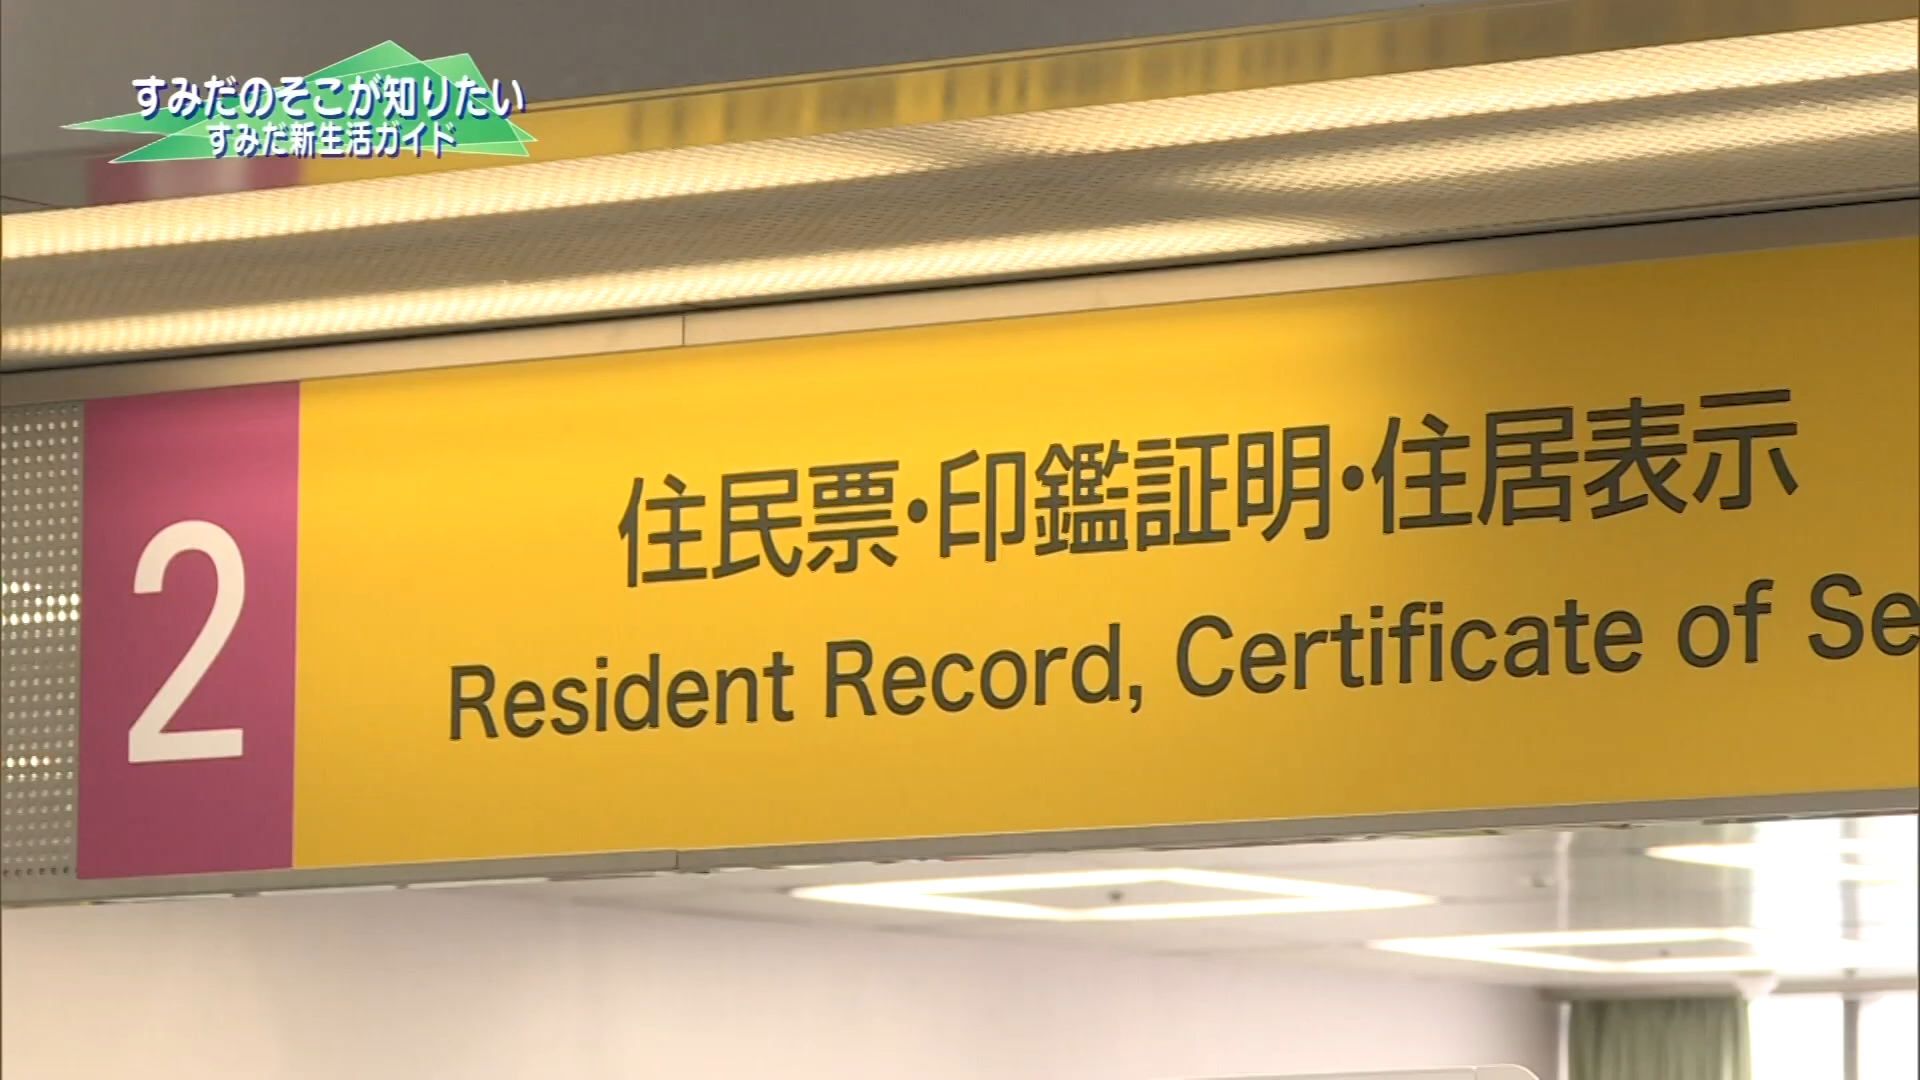 すみだのそこが知りたい
すみだ新生活ガイド
2
住民票・印鑑証明・住居表示
Resident Record, Certificate of Se